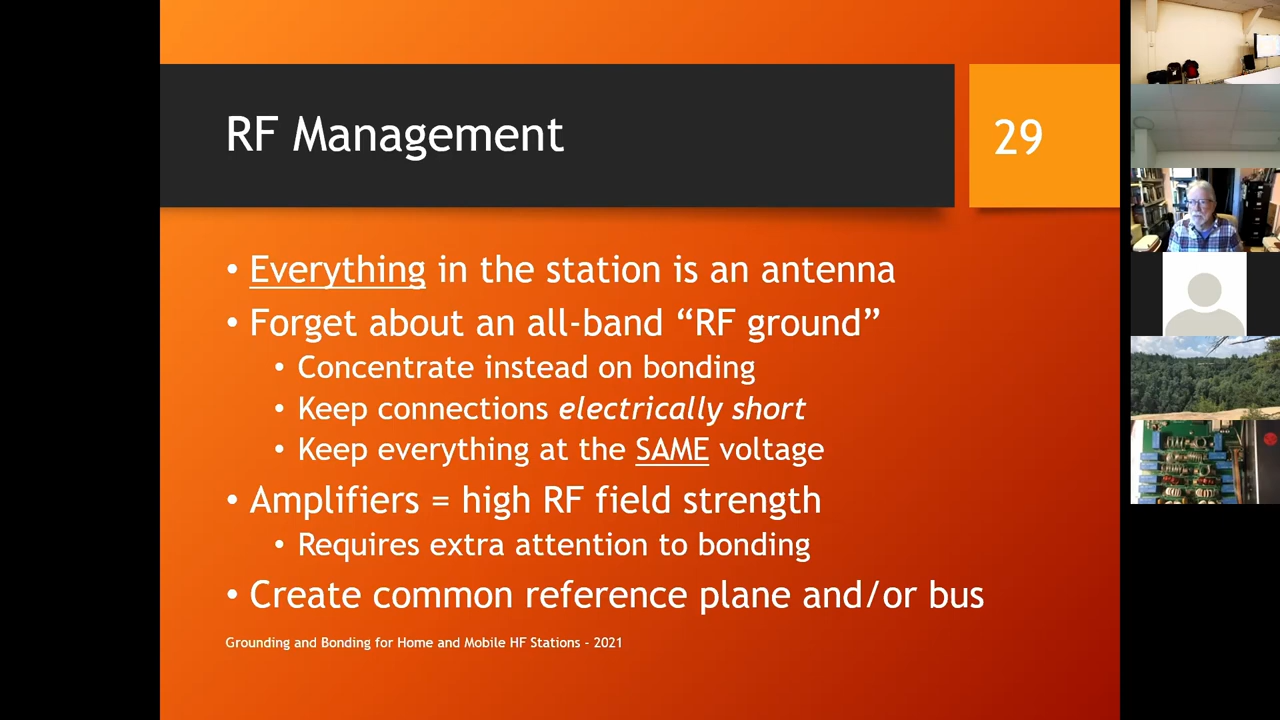 RF Management
29
• Everything in the station is an antenna
• Forget about an all-band “RF ground”
• Concentrate instead on bonding
• Keep connections electrically short
• Keep everything at the SAME voltage
• Amplifiers = high RF field strength
• Requires extra attention to bonding
• Create common reference plane and/or bus
Grounding and Bonding for Home and Mobile HF Stations - 2021